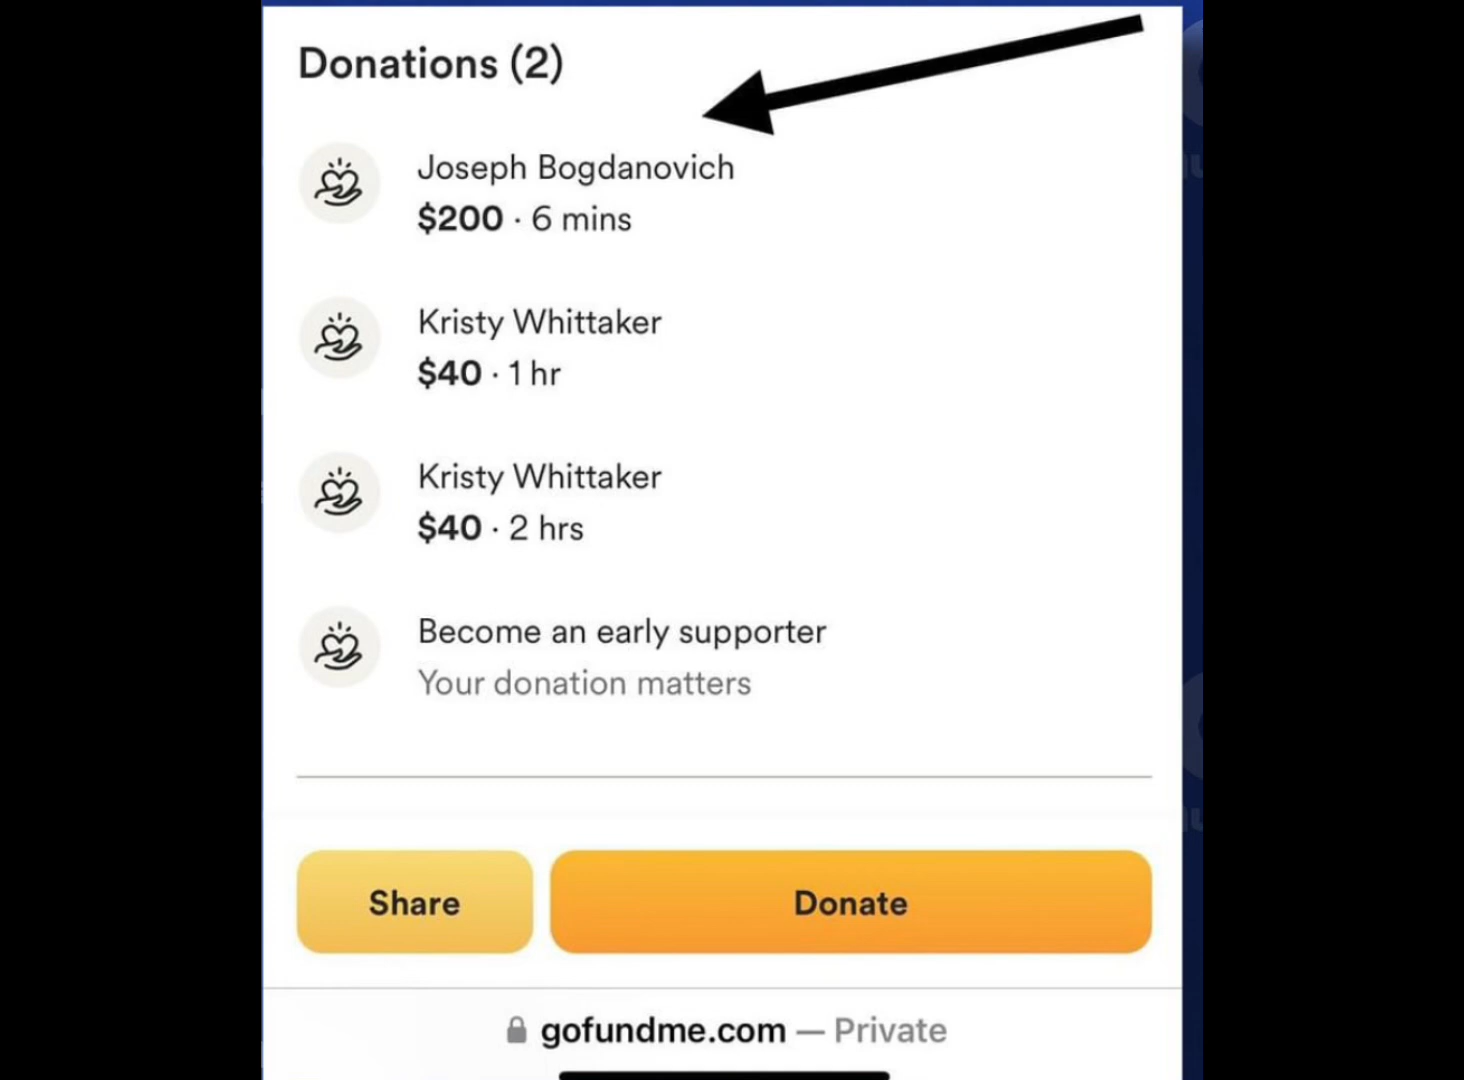 Donations (2)
Joseph Bogdanovich
$200 · 6 mins
Kristy Whittaker
$40 · 1 hr
Kristy Whittaker
$40 · 2 hrs
Become an early supporter
Your donation matters
Share
Donate
gofundme.com — Private